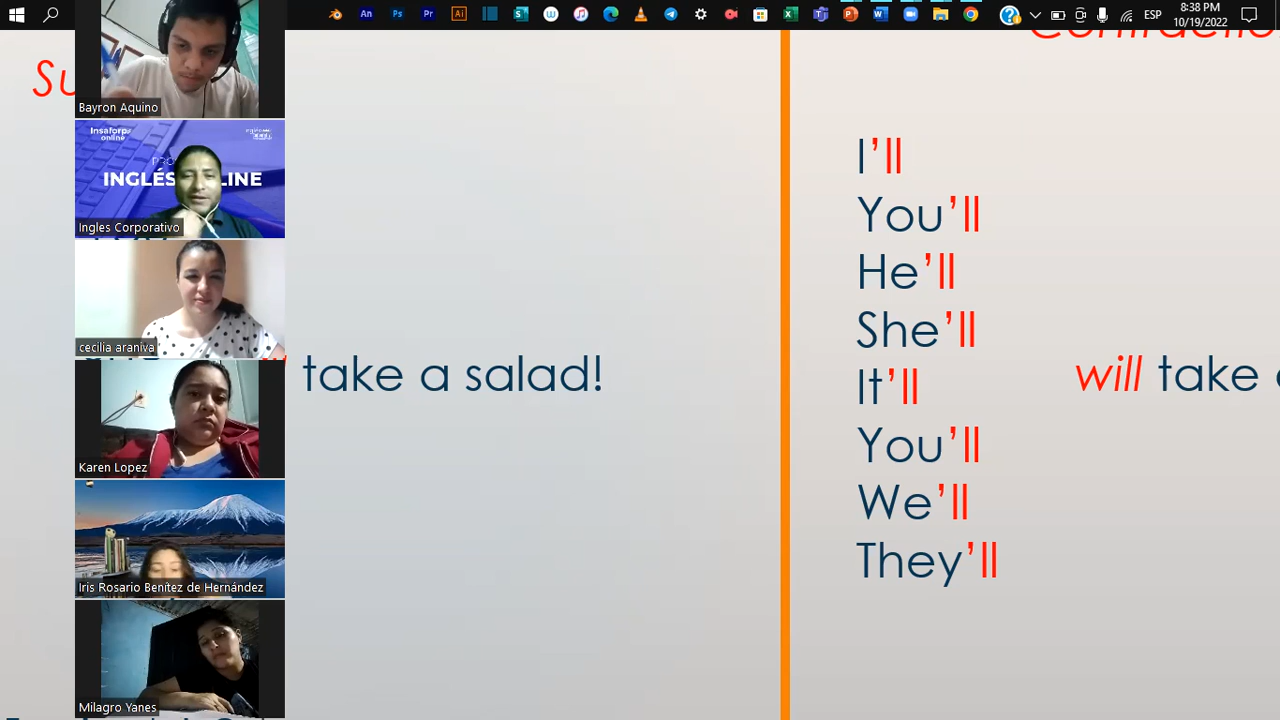 ESP
8:38 PM
10/19/2022
Bayron Aquino
Insaforp
online
INGLÉS
LINE
Ingles Corporativo
cecilia araniva
Karen Lopez
Iris Rosario Benítez de Hernández
Milagro Yanes
take a salad!
I'll
You'll
He'll
She'll
It'll
You'll
We'll
They'll
will take